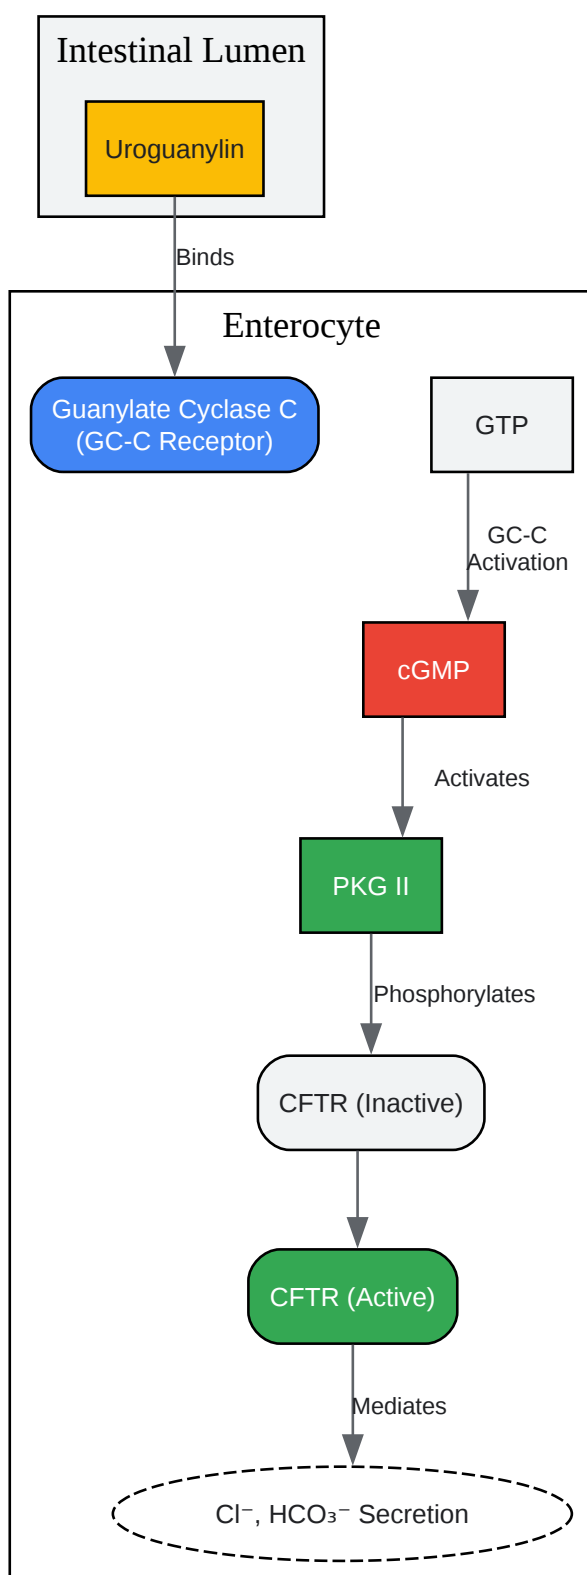 Intestinal Lumen
Uroguanylin
Binds
Enterocyte
Guanylate Cyclase C
(GC-C Receptor)
GTP
GC-C
Activation
cGMP
Activates
PKG II
Phosphorylates
CFTR (Inactive)
CFTR (Active)
Mediates
Cl⁻, HCO₃⁻ Secretion